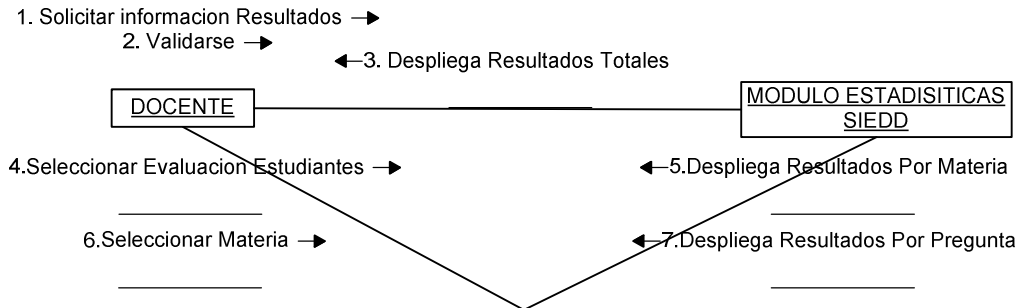 1. Solicitar informacion Resultados
2. Validarse
3. Despliega Resultados Totales
DOCENTE
MODULO ESTADISITICAS
SIEDD
4.Seleccionar Evaluacion Estudiantes
5.Despliega Resultados Por Materia
6.Seleccionar Materia
7.Despliega Resultados Por Pregunta